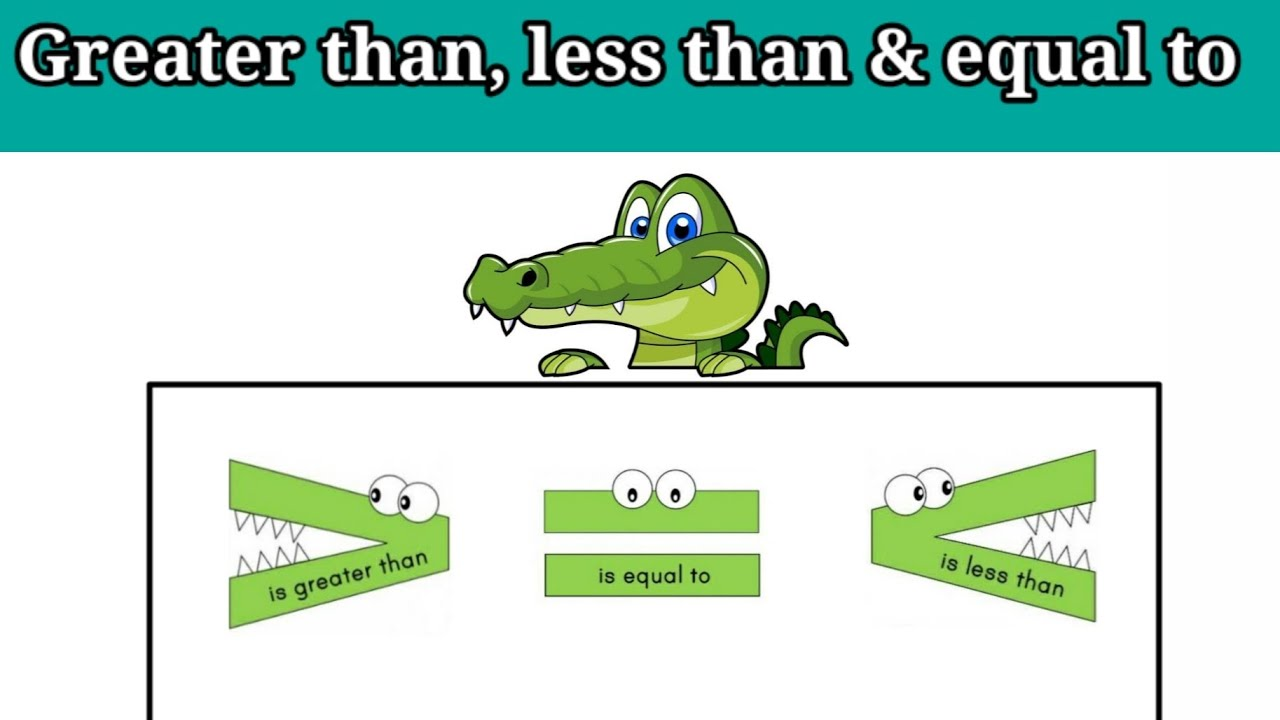 Greater than, less than & equal to
is greater than
is equal to
is less than